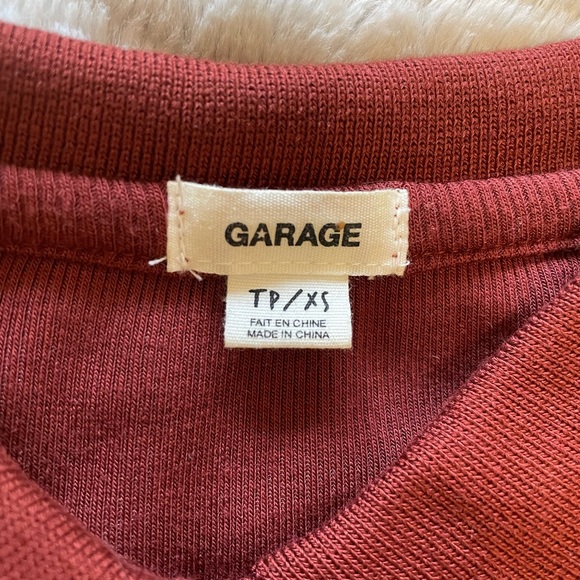 GARAGE
TP/XS
FAIT EN CHINE
MADE IN CHINA